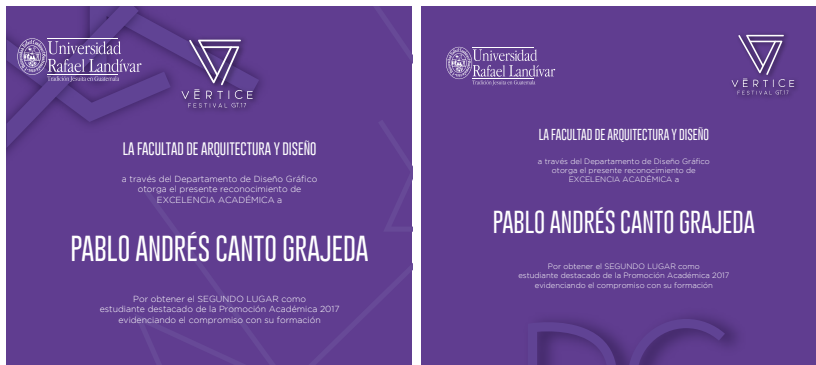 Universidad
Rafael Landívar
Tradición Jesuita en Guatemala
VĒRTICE
FESTIVAL GT.17
LA FACULTAD DE ARQUITECTURA Y DISEÑO
a través del Departamento de Diseño Gráfico
otorga el presente reconocimiento de
EXCELENCIA ACADÉMICA a
PABLO ANDRÉS CANTO GRAJEDA
Por obtener el SEGUNDO LUGAR como
estudiante destacado de la Promoción Académica 2017
evidenciando el compromiso con su formación
Universidad
Rafael Landívar
Tradición Jesuita en Guatemala
VĒRTICE
FESTIVAL GT.17
LA FACULTAD DE ARQUITECTURA Y DISEÑO
a través del Departamento de Diseño Gráfico
otorga el presente reconocimiento de
EXCELENCIA ACADÉMICA a
PABLO ANDRÉS CANTO GRAJEDA
Por obtener el SEGUNDO LUGAR como
estudiante destacado de la Promoción Académica 2017
evidenciando el compromiso con su formación